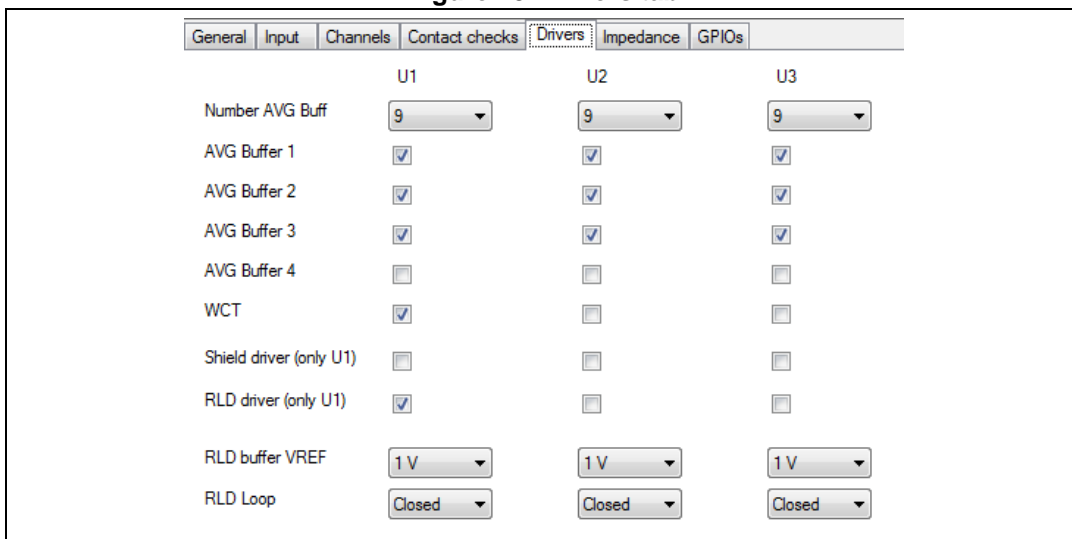 General Input Channels Contact checks Drivers Impedance GPIOs
U1 U2 U3
Number AVG Buff 9 9 9
AVG Buffer 1
AVG Buffer 2
AVG Buffer 3
AVG Buffer 4
WCT
Shield driver (only U1)
RLD driver (only U1)
RLD buffer VREF 1 V 1 V 1 V
RLD Loop Closed Closed Closed